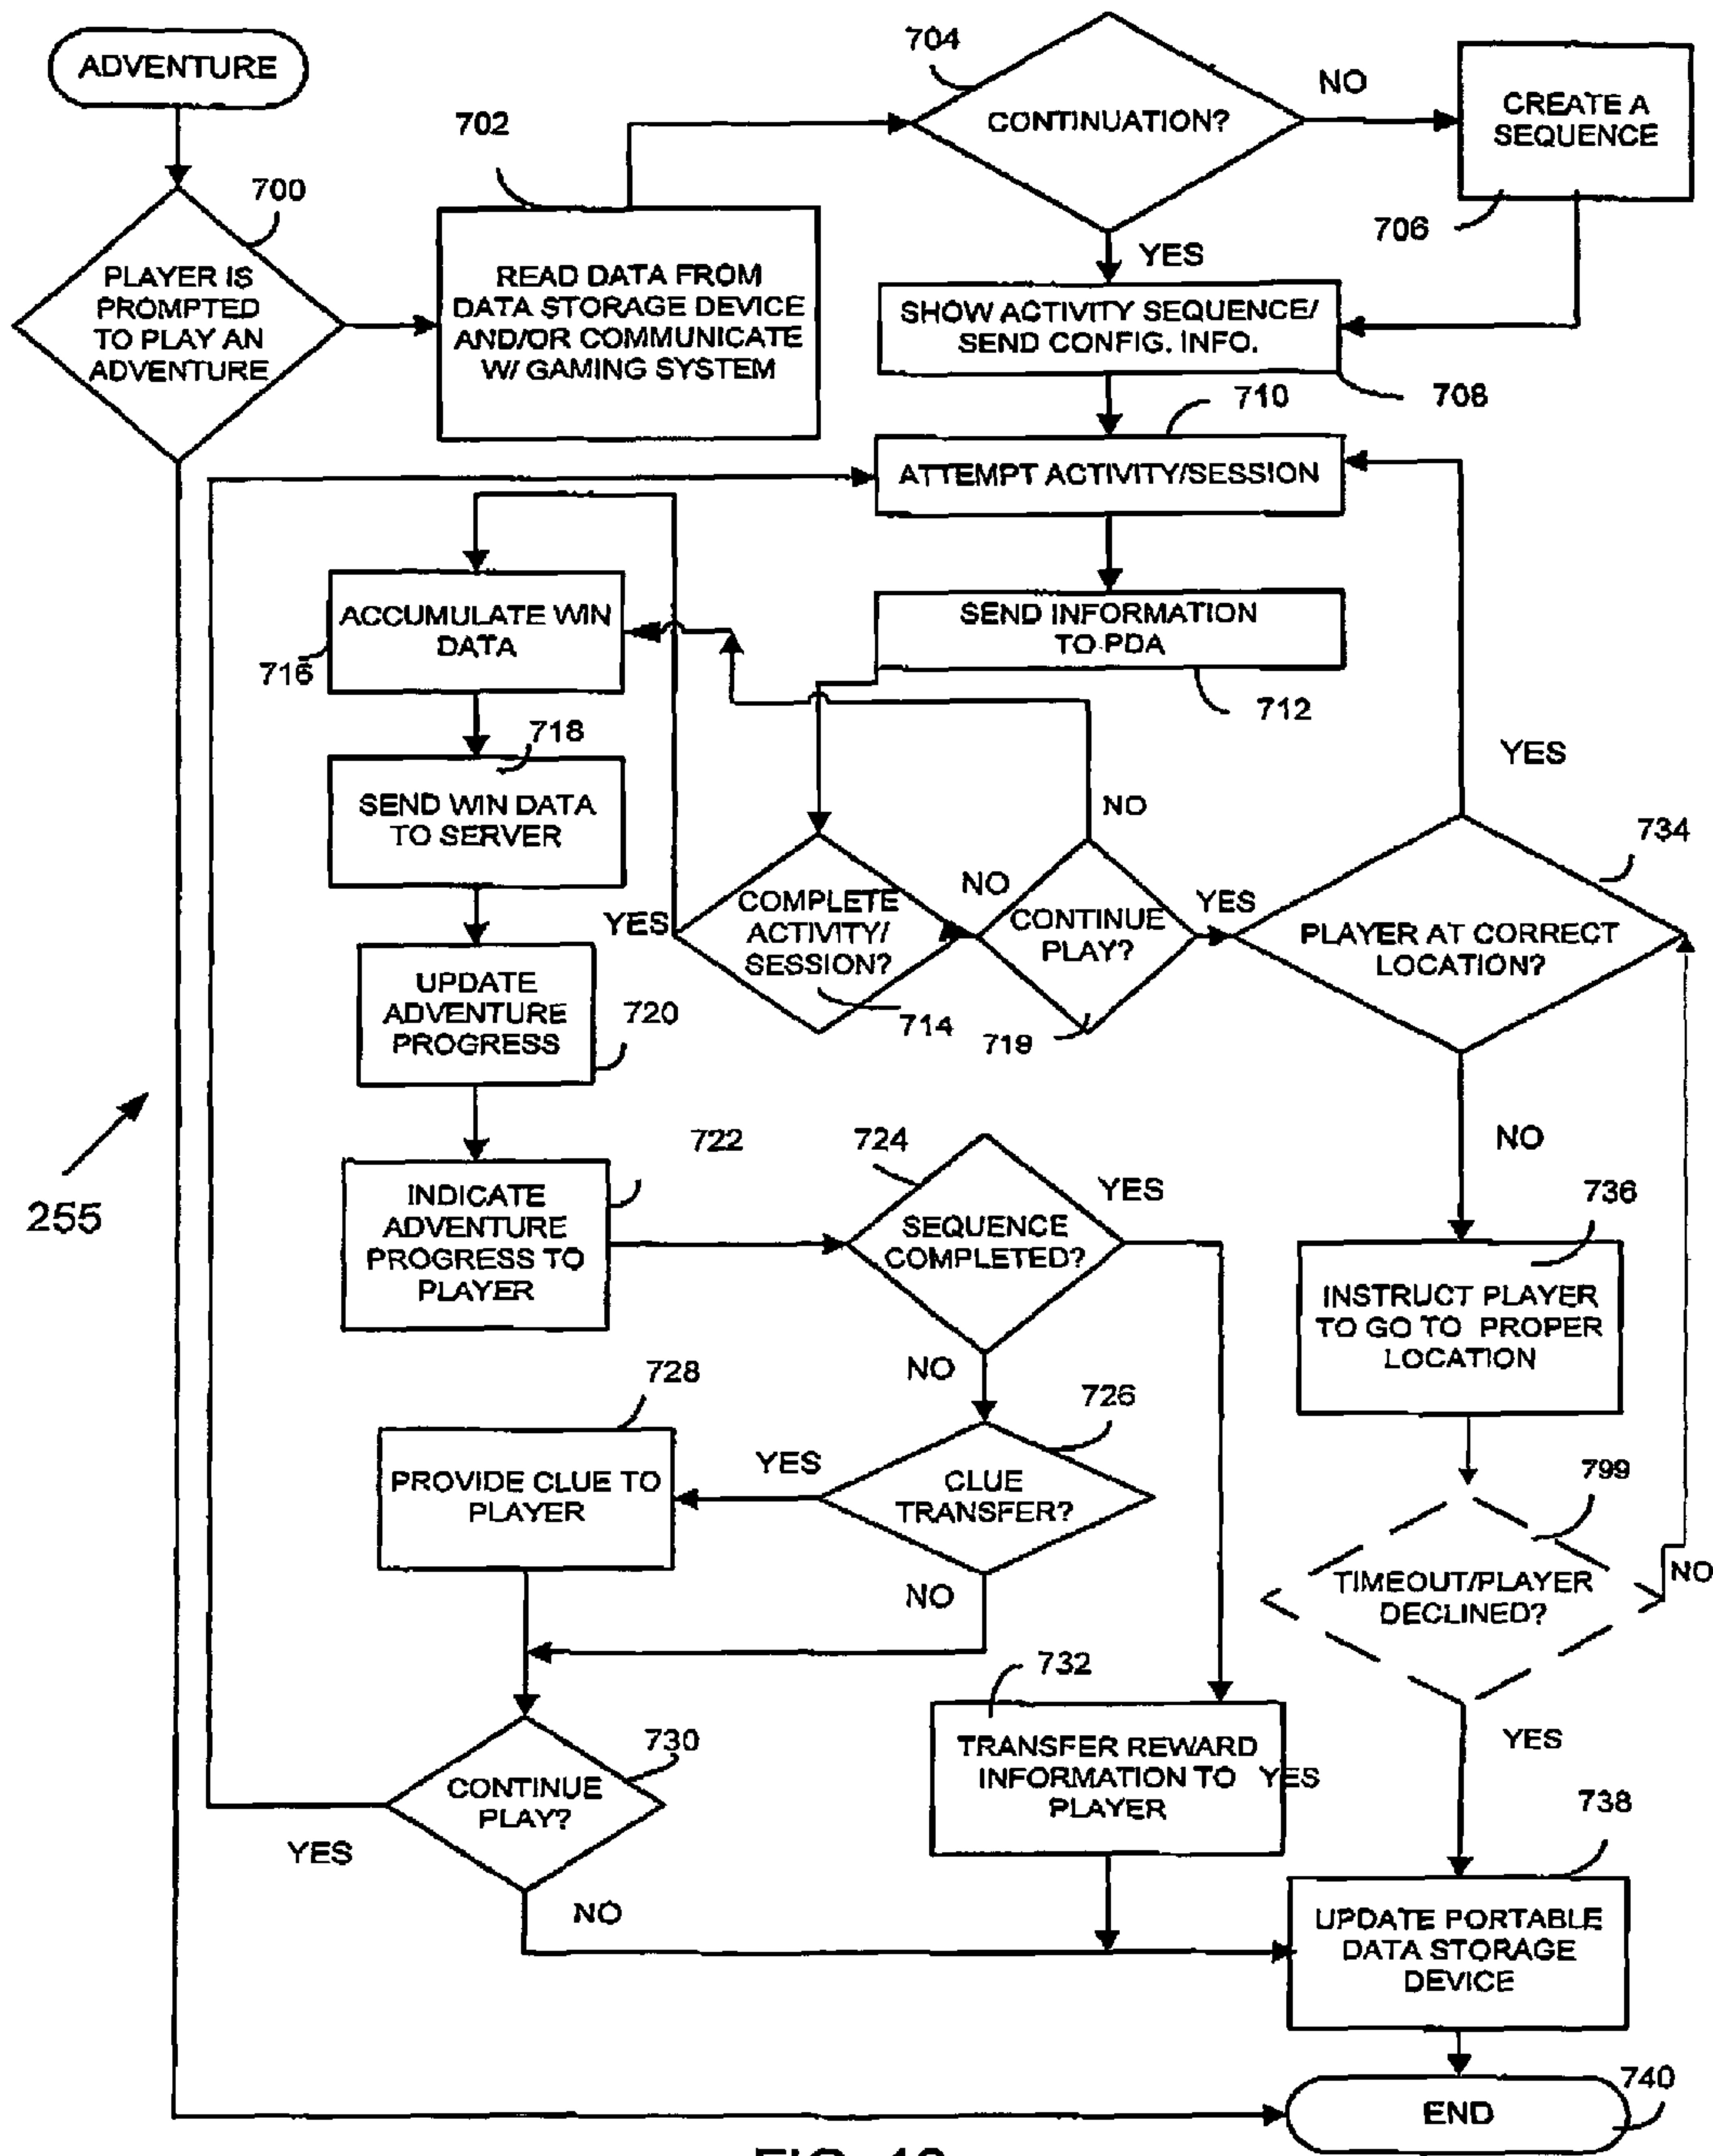 ADVENTURE
700
PLAYER IS
PROMPTED
TO PLAY AN
ADVENTURE
702
READ DATA FROM
DATA STORAGE DEVICE
AND/OR COMMUNICATE
W/ GAMING SYSTEM
704
CONTINUATION?
NO
CREATE A
SEQUENCE
706
YES
SHOW ACTIVITY SEQUENCE/
SEND CONFIG. INFO.
708
710
ATTEMPT ACTIVITY/SESSION
SEND INFORMATION
TO PDA
712
ACCUMULATE WIN
DATA
716
718
SEND WIN DATA
TO SERVER
YES
COMPLETE
ACTIVITY/
SESSION?
714
NO
CONTINUE
PLAY?
719
NO
YES
PLAYER AT CORRECT
LOCATION?
734
YES
NO
UPDATE
ADVENTURE
PROGRESS
720
255
722
INDICATE
ADVENTURE
PROGRESS TO
PLAYER
724
SEQUENCE
COMPLETED?
YES
NO
736
INSTRUCT PLAYER
TO GO TO PROPER
LOCATION
728
PROVIDE CLUE TO
PLAYER
YES
726
CLUE
TRANSFER?
NO
799
TIMEOUT/PLAYER
DECLINED?
NO
YES
730
CONTINUE
PLAY?
YES
NO
732
TRANSFER REWARD
INFORMATION TO YES
PLAYER
738
UPDATE PORTABLE
DATA STORAGE
DEVICE
740
END